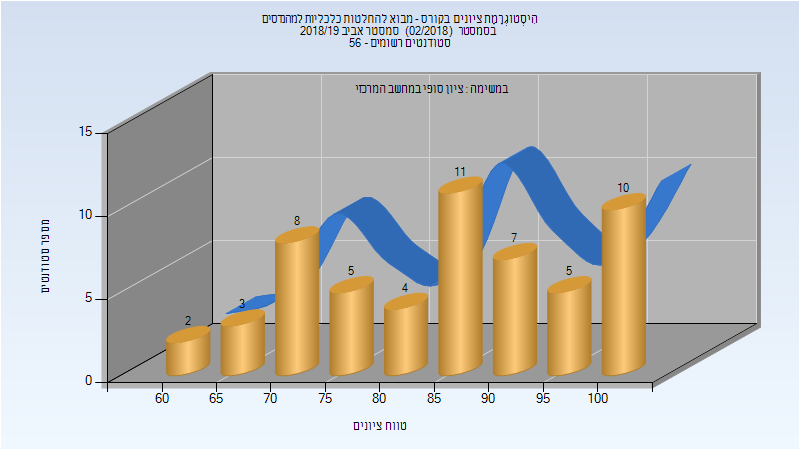 הִיסְטוֹגְרָמַת ציונים בקורס - מבוא להחלטות כלכליות למהנדסים
בסמסטר (02/2018) סמסטר אביב 2018/19
סטודנטים רשומים - 56
במשימה : ציון סופי במחשב המרכזי
מספר סטודנטים
15
10
5
0
2
3
8
5
4
11
7
5
10
60 65 70 75 80 85 90 95 100
טווח ציונים